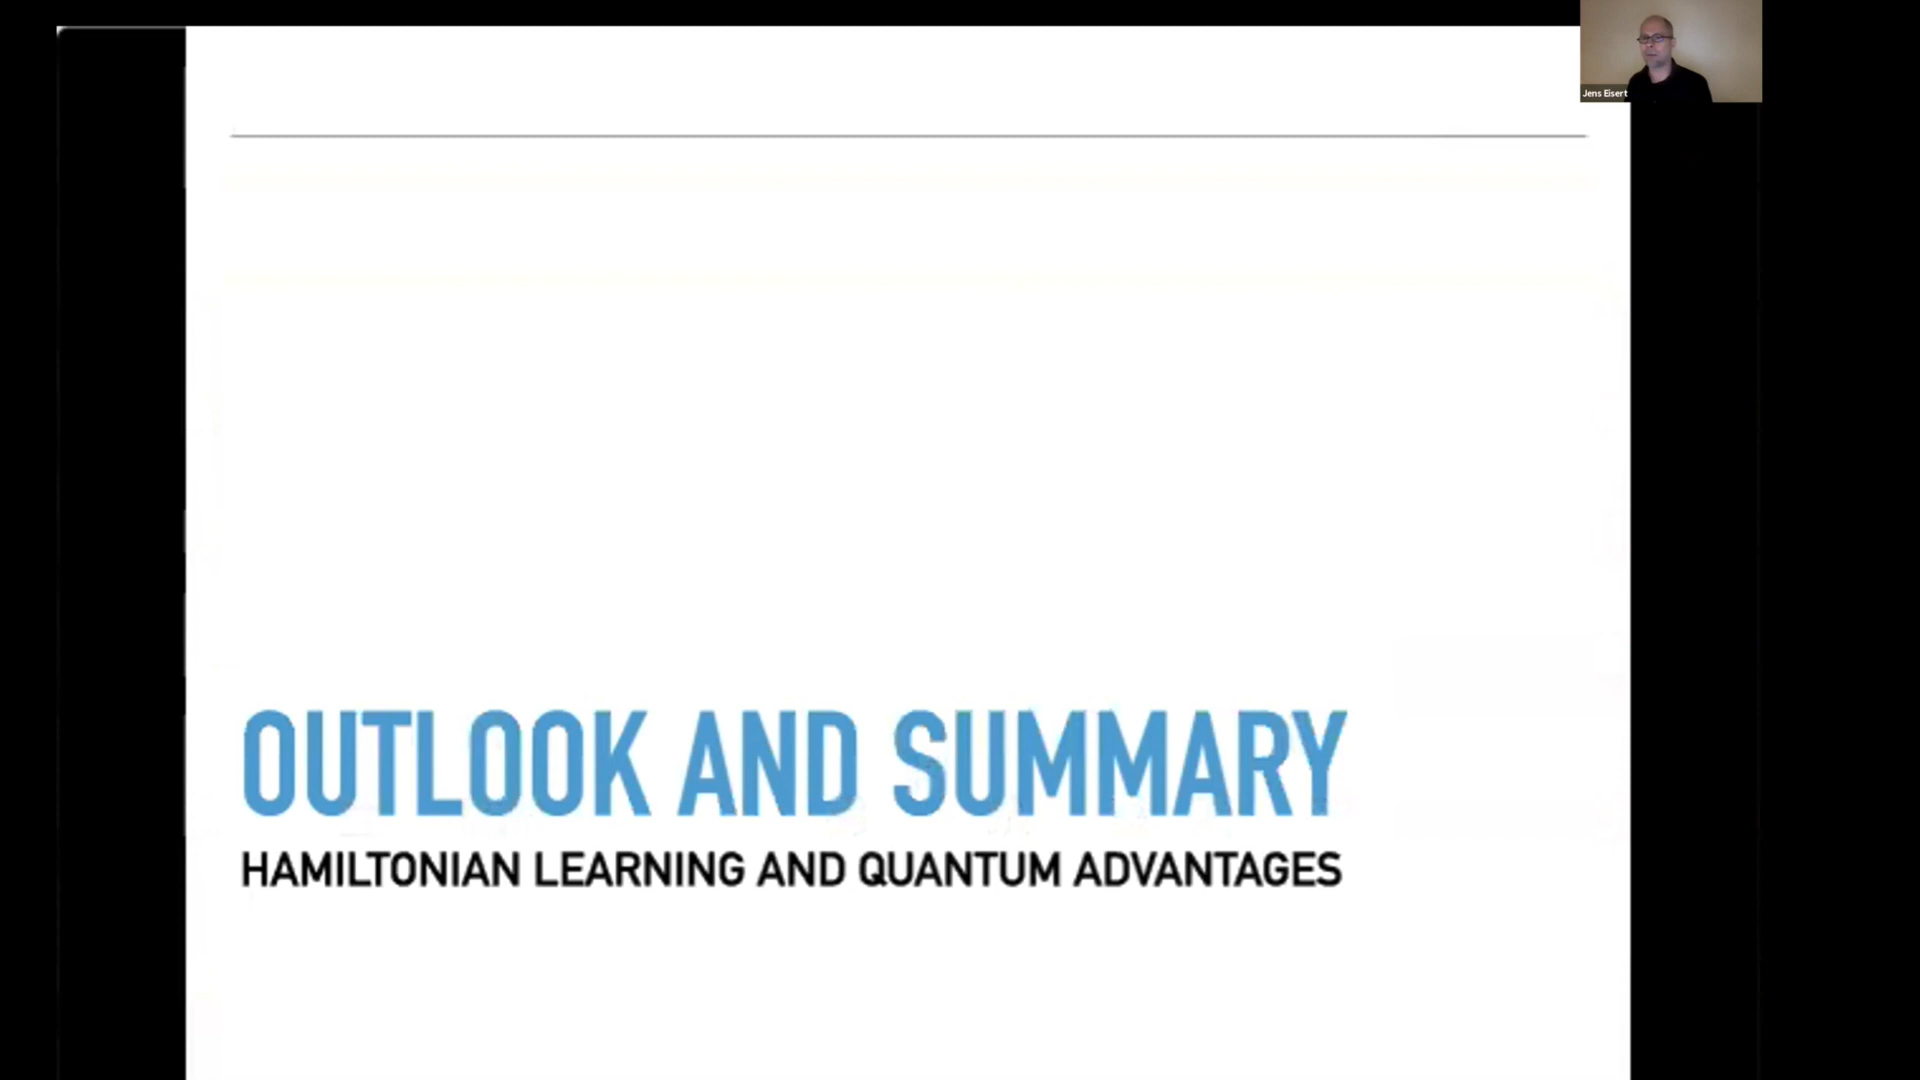 Jens Eisert
OUTLOOK AND SUMMARY
HAMILTONIAN LEARNING AND QUANTUM ADVANTAGES